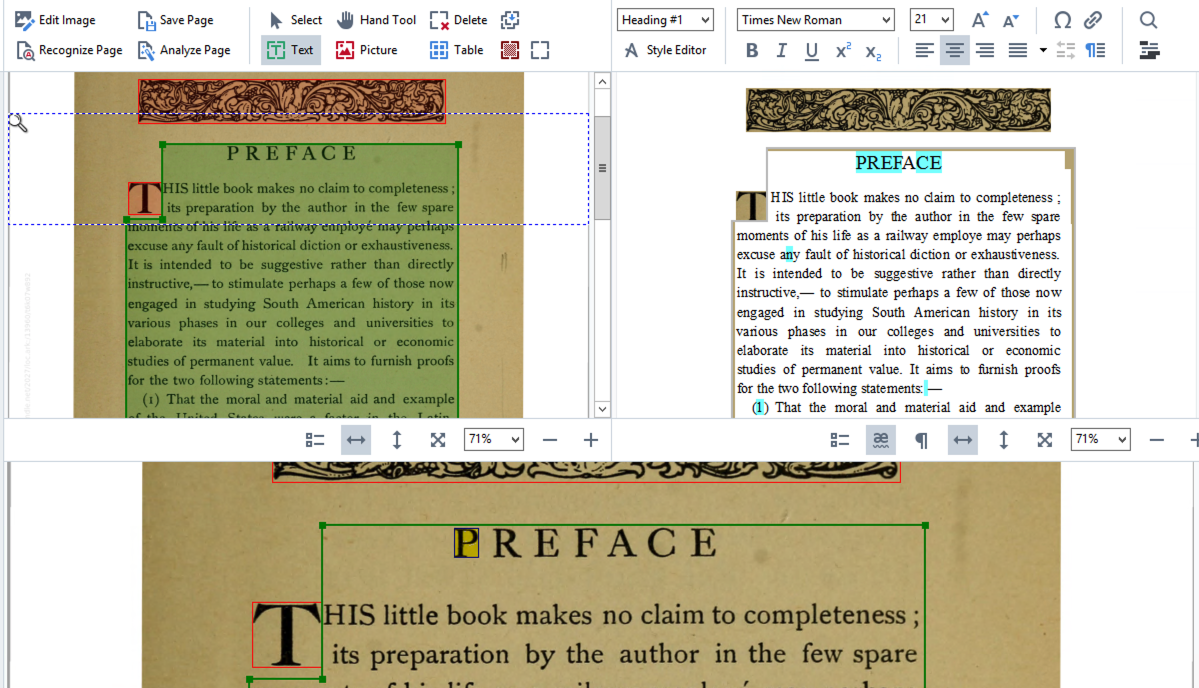 Edit Image
Save Page
Select
Hand Tool
Delete
Recognize Page
Analyze Page
Text
Picture
Table
Heading #1
Times New Roman
21
Style Editor
PREFACE
THIS little book makes no claim to completeness ;
its preparation by the author in the few spare
moments of his life as a railway employé may perhaps
excuse any fault of historical diction or exhaustiveness.
It is intended to be suggestive rather than directly
instructive,— to stimulate perhaps a few of those now
engaged in studying South American history in its
various phases in our colleges and universities to
elaborate its material into historical or economic
studies of permanent value. It aims to furnish proofs
for the two following statements:—
(1) That the moral and material aid and example
of the United States were a factor in the Latin-
71%
PREFACE
THIS little book makes no claim to completeness ;
its preparation by the author in the few spare
moments of his life as a railway employe may perhaps
excuse any fault of historical diction or exhaustiveness.
It is intended to be suggestive rather than directly
instructive,— to stimulate perhaps a few of those now
engaged in studying South American history in its
various phases in our colleges and universities to
elaborate its material into historical or economic
studies of permanent value. It aims to furnish proofs
for the two following statements: —
(1) That the moral and material aid and example
71%
PREFACE
THIS little book makes no claim to completeness ;
its preparation by the author in the few spare